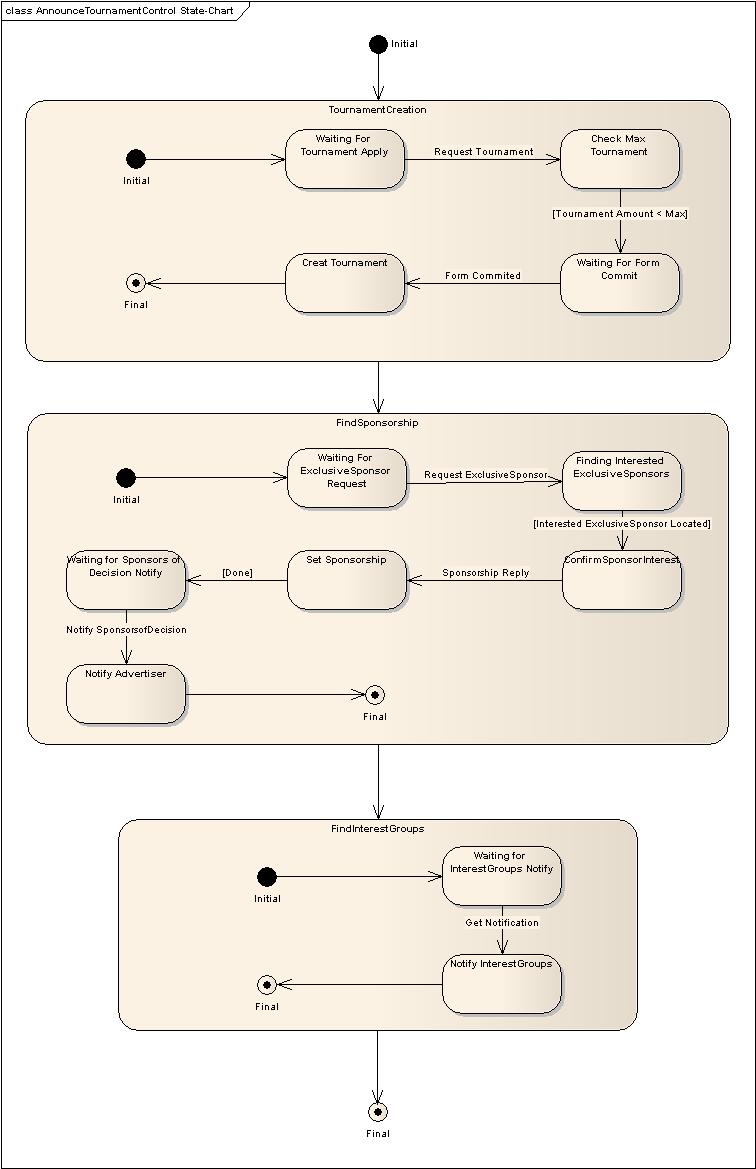 class AnnounceTournamentControl State-Chart
Initial
TournamentCreation
Waiting For
Tournament Apply
Request Tournament
Check Max
Tournament
Initial
[Tournament Amount < Max]
Creat Tournament
Form Commited
Waiting For Form
Commit
Final
FindSponsorship
Waiting For
ExclusiveSponsor
Request
Request ExclusiveSponsor
Finding Interested
ExclusiveSponsors
Initial
[Interested ExclusiveSponsor Located]
Waiting for Sponsors of
Decision Notify
[Done]
Set Sponsorship
Sponsorship Reply
ConfirmSponsorInterest
Notify SponsorsofDecision
Notify Advertiser
Final
FindInterestGroups
Waiting for
InterestGroups Notify
Initial
Get Notification
Notify InterestGroups
Final
Final